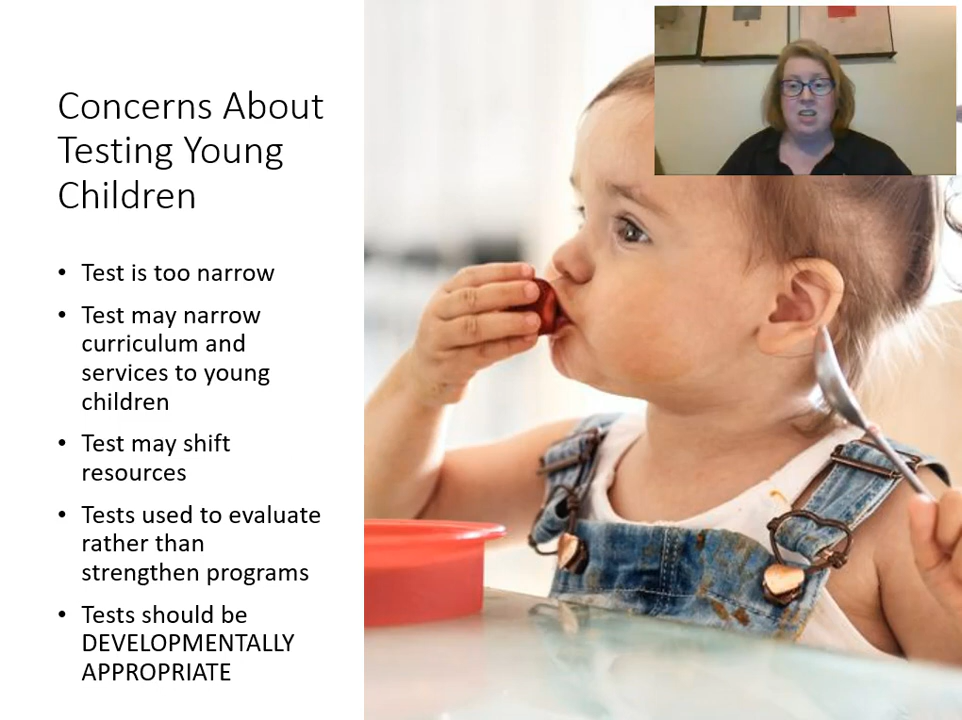 Concerns About
Testing Young
Children
• Test is too narrow
• Test may narrow
curriculum and
services to young
children
• Test may shift
resources
• Tests used to evaluate
rather than
strengthen programs
• Tests should be
DEVELOPMENTALLY
APPROPRIATE